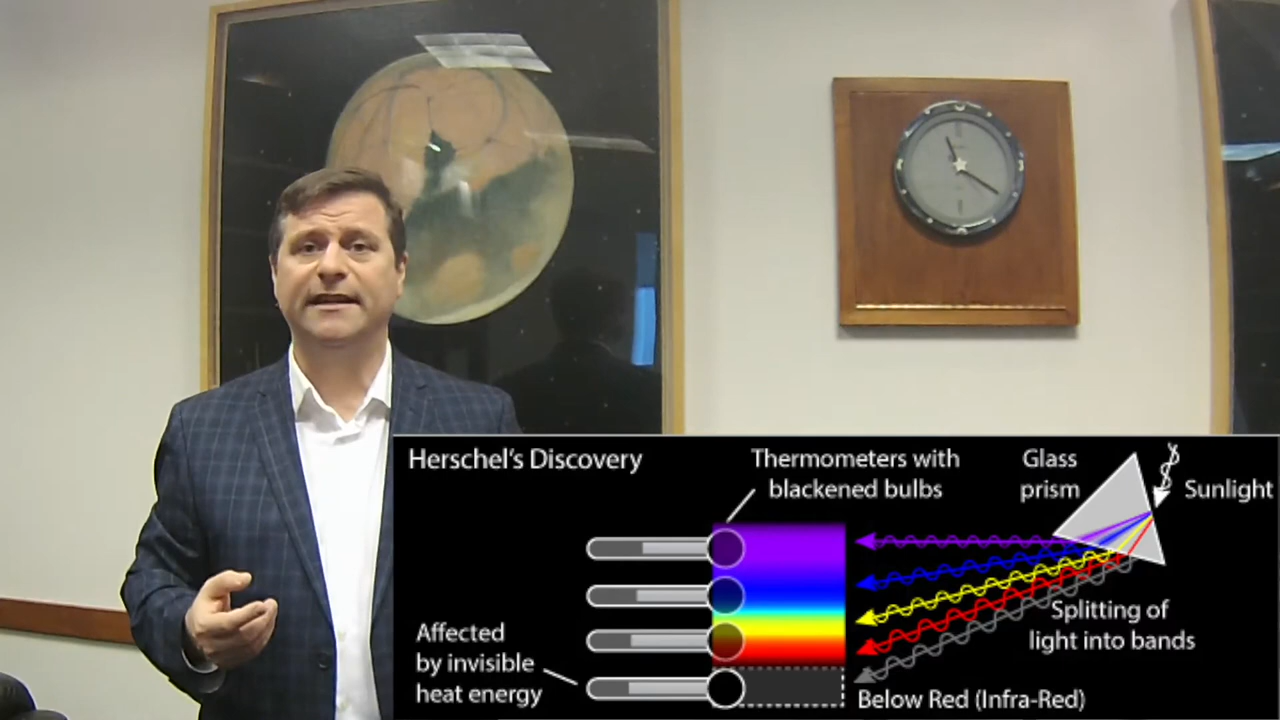 Herschel's Discovery
Thermometers with
blackened bulbs
Glass
prism
Sunlight
Splitting of
light into bands
Affected
by invisible
heat energy
Below Red (Infra-Red)